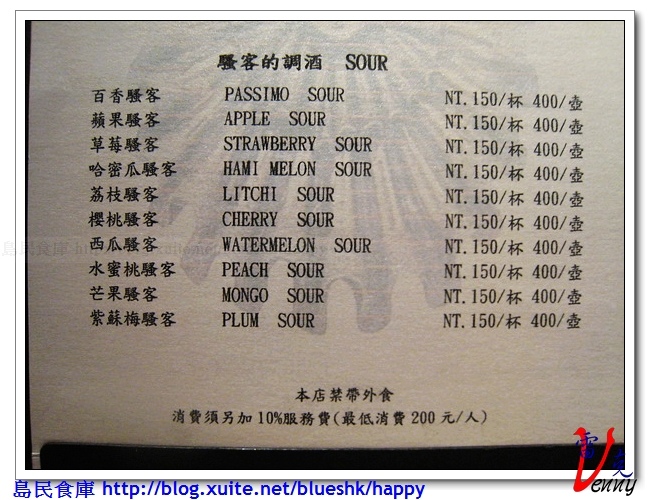 騷客的調酒 SOUR
百香騷客 PASSIMO SOUR NT.150/杯 400/壺
蘋果騷客 APPLE SOUR NT.150/杯 400/壺
草莓騷客 STRAWBERRY SOUR NT.150/杯 400/壺
哈密瓜騷客 HAMI MELON SOUR NT.150/杯 400/壺
荔枝騷客 LITCHI SOUR NT.150/杯 400/壺
櫻桃騷客 CHERRY SOUR NT.150/杯 400/壺
西瓜騷客 WATERMELON SOUR NT.150/杯 400/壺
水蜜桃騷客 PEACH SOUR NT.150/杯 400/壺
芒果騷客 MONGO SOUR NT.150/杯 400/壺
紫蘇梅騷客 PLUM SOUR NT.150/杯 400/壺
本店禁帶外食
消費須另加10%服務費(最低消費200元/人)
島民食庫 http://blog.xuite.net/blueshk/happy
Venny